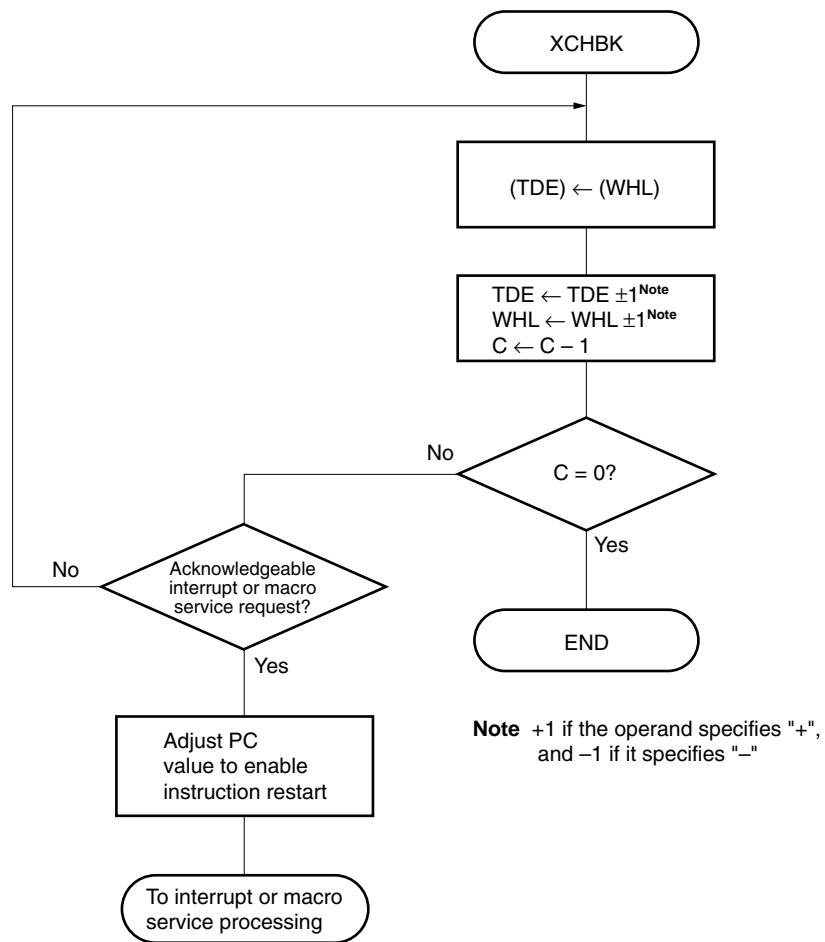 XCHBK
(TDE) ← (WHL)
TDE ← TDE ±1Note
WHL ← WHL ±1Note
C ← C – 1
No
C = 0?
Yes
No
Acknowledgeable
interrupt or macro
service request?
Yes
END
Adjust PC
value to enable
instruction restart
Note +1 if the operand specifies "+",
and –1 if it specifies "–"
To interrupt or macro
service processing